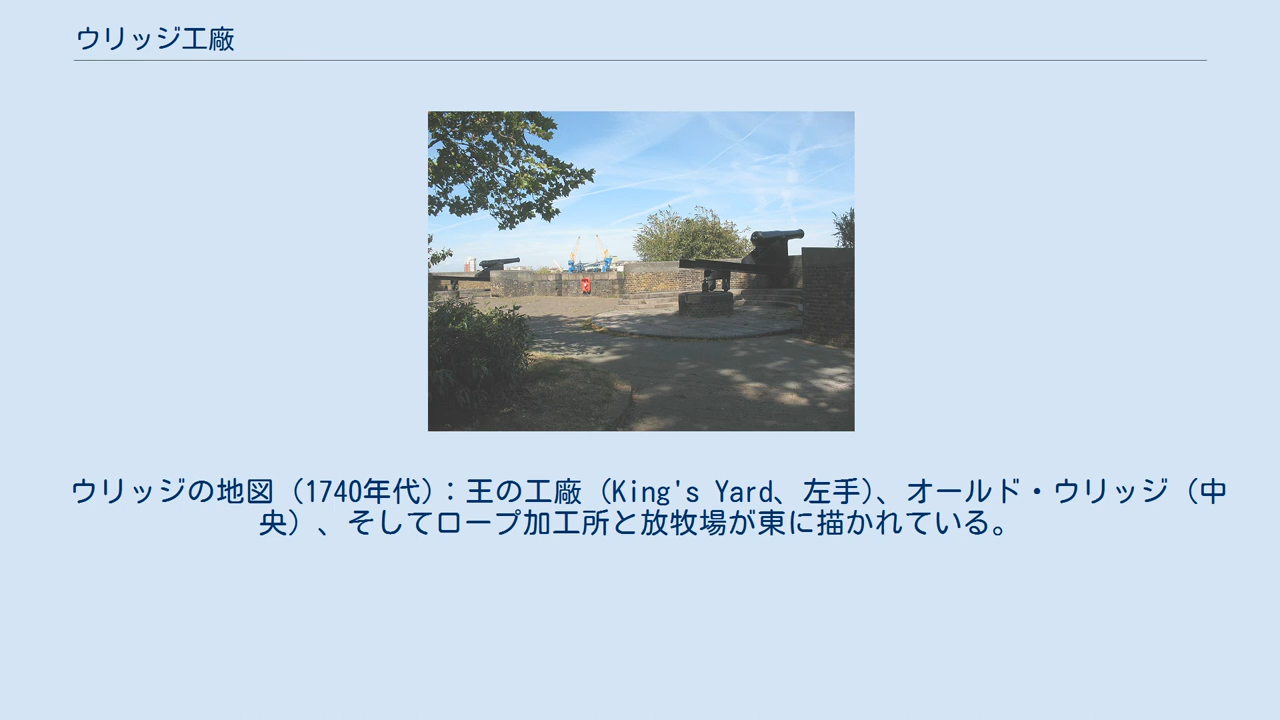 ウリッジ工廠
ウリッジの地図（1740年代）：王の工廠（King's Yard、左手）、オールド・ウリッジ（中
央）、そしてロープ加工所と放牧場が東に描かれている。